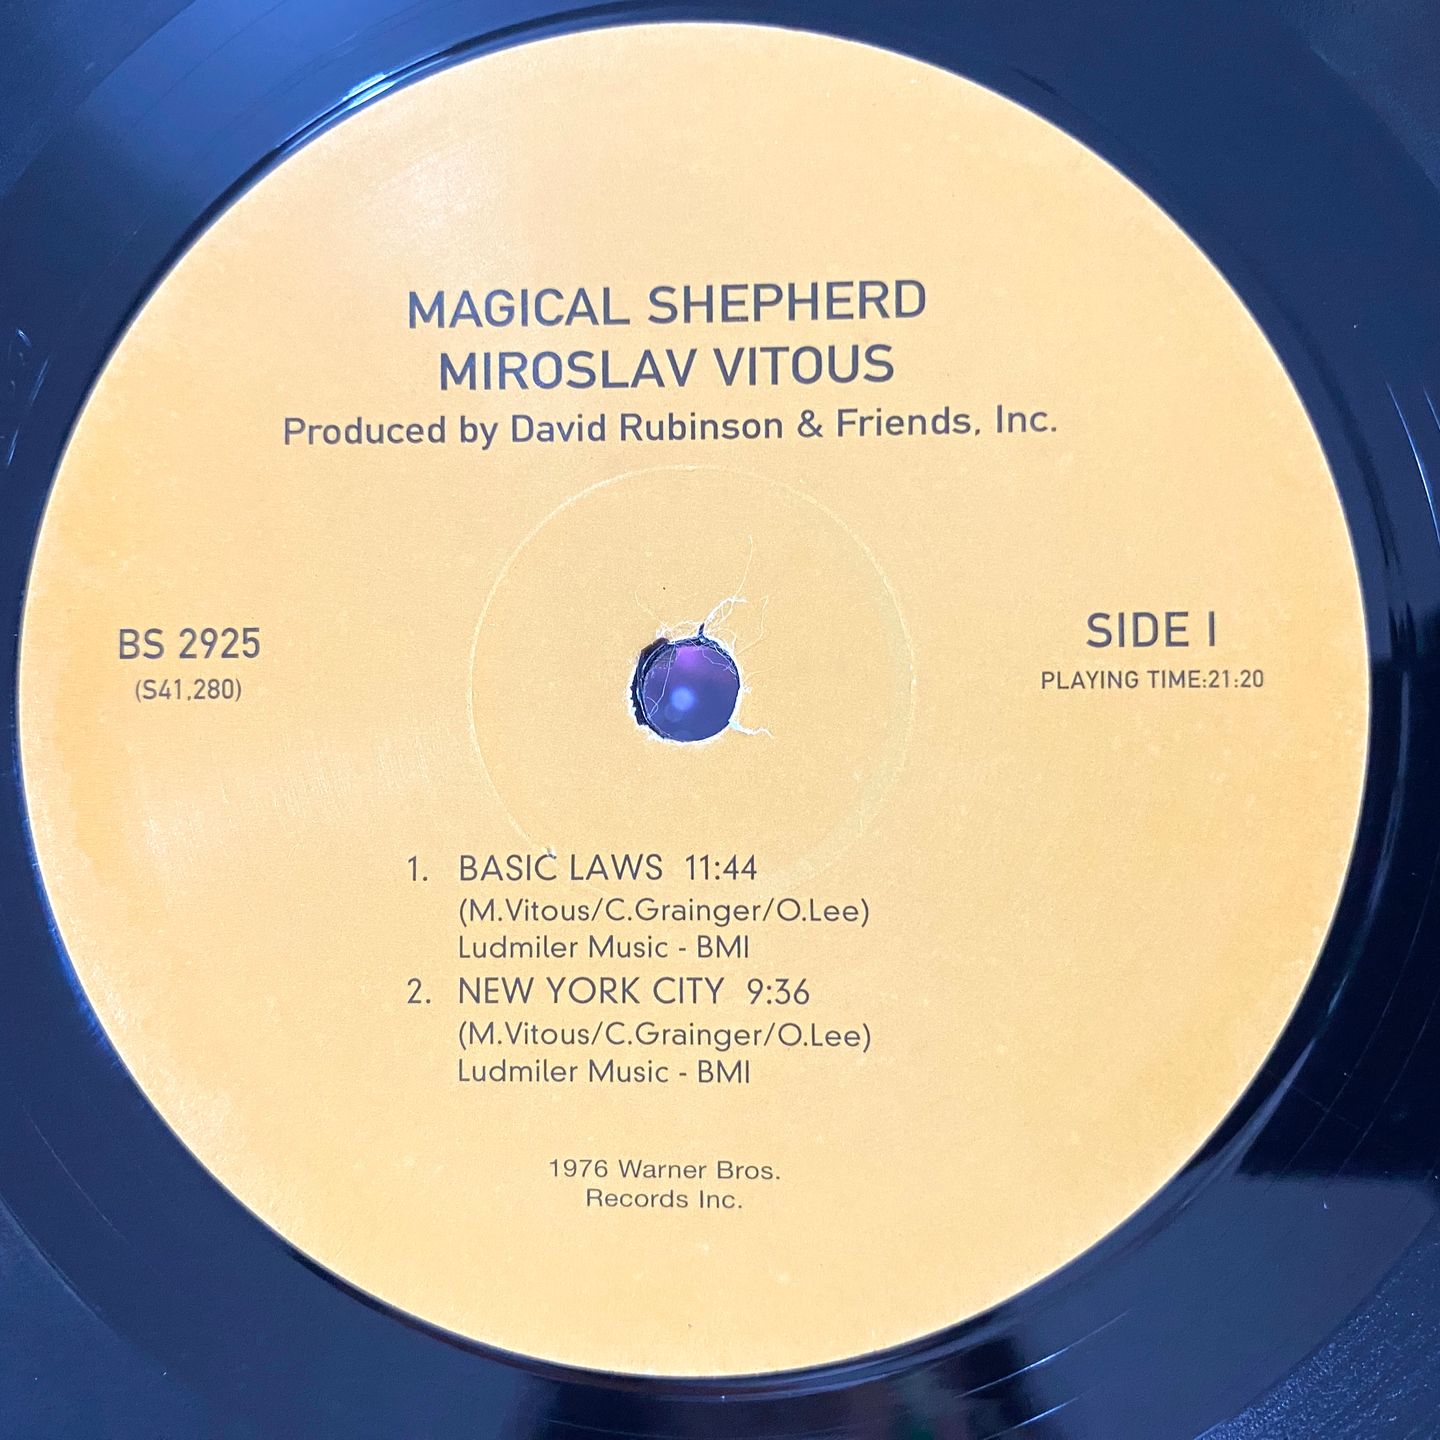 MAGICAL SHEPHERD
MIROSLAV VITOUS
Produced by David Rubinson & Friends, Inc.
BS 2925
(S41,280)
SIDE I
PLAYING TIME:21:20
1. BASIC LAWS 11:44
(M.Vitous/C.Grainger/O.Lee)
Ludmiler Music - BMI
2. NEW YORK CITY 9:36
(M.Vitous/C.Grainger/O.Lee)
Ludmiler Music - BMI
1976 Warner Bros.
Records Inc.